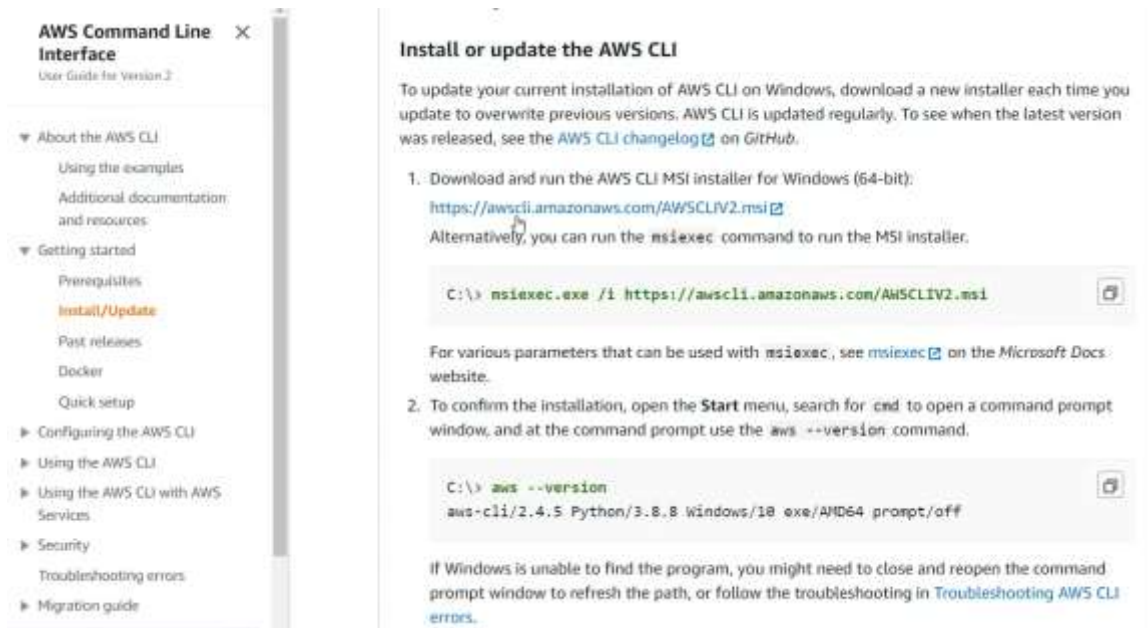 AWS Command Line
Interface
User Guide for Version 2
About the AWS CLI
Using the examples
Additional documentation
and resources
Getting started
Prerequisites
Install/Update
Past releases
Docker
Quick setup
Configuring the AWS CLI
Using the AWS CLI
Using the AWS CLI with AWS
Services
Security
Troubleshooting errors
Migration guide
Install or update the AWS CLI
To update your current installation of AWS CLI on Windows, download a new installer each time you
update to overwrite previous versions. AWS CLI is updated regularly. To see when the latest version
was released, see the AWS CLI changelog on GitHub.
1. Download and run the AWS CLI MSI installer for Windows (64-bit):
https://awscli.amazonaws.com/AWSCLIV2.msi
Alternatively, you can run the msiexec command to run the MSI installer.
C:\> msiexec.exe /i https://awscli.amazonaws.com/AWSCLIV2.msi
For various parameters that can be used with msiexec, see msiexec on the Microsoft Docs
website.
2. To confirm the installation, open the Start menu, search for cmd to open a command prompt
window, and at the command prompt use the aws --version command.
C:\> aws --version
aws-cli/2.4.5 Python/3.8.8 Windows/10 exe/AMD64 prompt/off
If Windows is unable to find the program, you might need to close and reopen the command
prompt window to refresh the path, or follow the troubleshooting in Troubleshooting AWS CLI
errors.